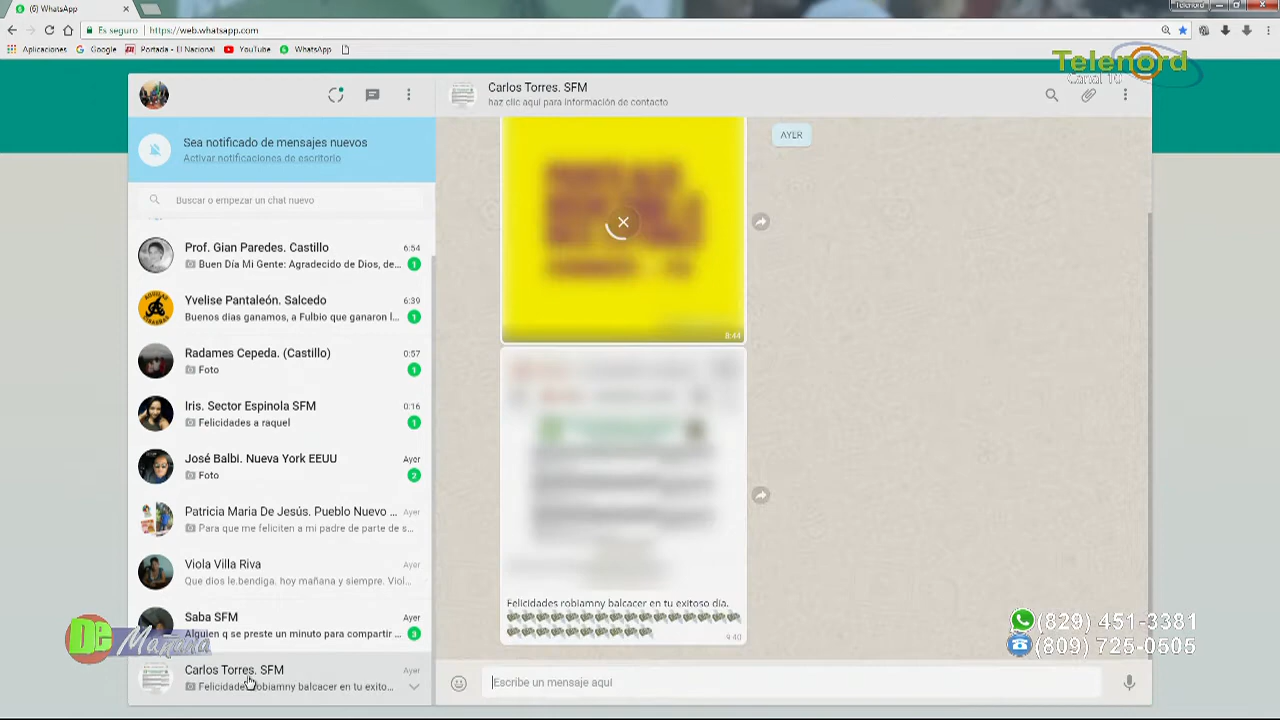 (6) WhatsApp
Telenord
Es seguro
https://web.whatsapp.com
Aplicaciones
Google
Portada - El Nacional
YouTube
WhatsApp
Telenord
Canal 10
Carlos Torres. SFM
haz clic aquí para información de contacto
Sea notificado de mensajes nuevos
Activar notificaciones de escritorio
AYER
Buscar o empezar un chat nuevo
Prof. Gian Paredes. Castillo
6:54
Buen Día Mi Gente: Agradecido de Dios, de...
1
Yvelise Pantaleón. Salcedo
6:39
Buenos dias ganamos, a Fulbio que ganaron l...
1
8:44
Radames Cepeda. (Castillo)
0:57
Foto
1
Iris. Sector Espinola SFM
0:16
Felicidades a raquel
1
José Balbi. Nueva York EEUU
Ayer
Foto
2
Patricia Maria De Jesús. Pueblo Nuevo ...
Ayer
Para que me feliciten a mi padre de parte de s...
Viola Villa Riva
Ayer
Que dios le.bendiga. hoy mañana y siempre. Viol...
Felicidades robiamny balcacer en tu exitoso día.
9:40
Saba SFM
Ayer
Alguien q se preste un minuto para compartir ...
3
De Mañana
(829) 451-3381
(809) 725-0505
Carlos Torres. SFM
Ayer
Felicidades robiamny balcacer en tu exito...
Escribe un mensaje aquí